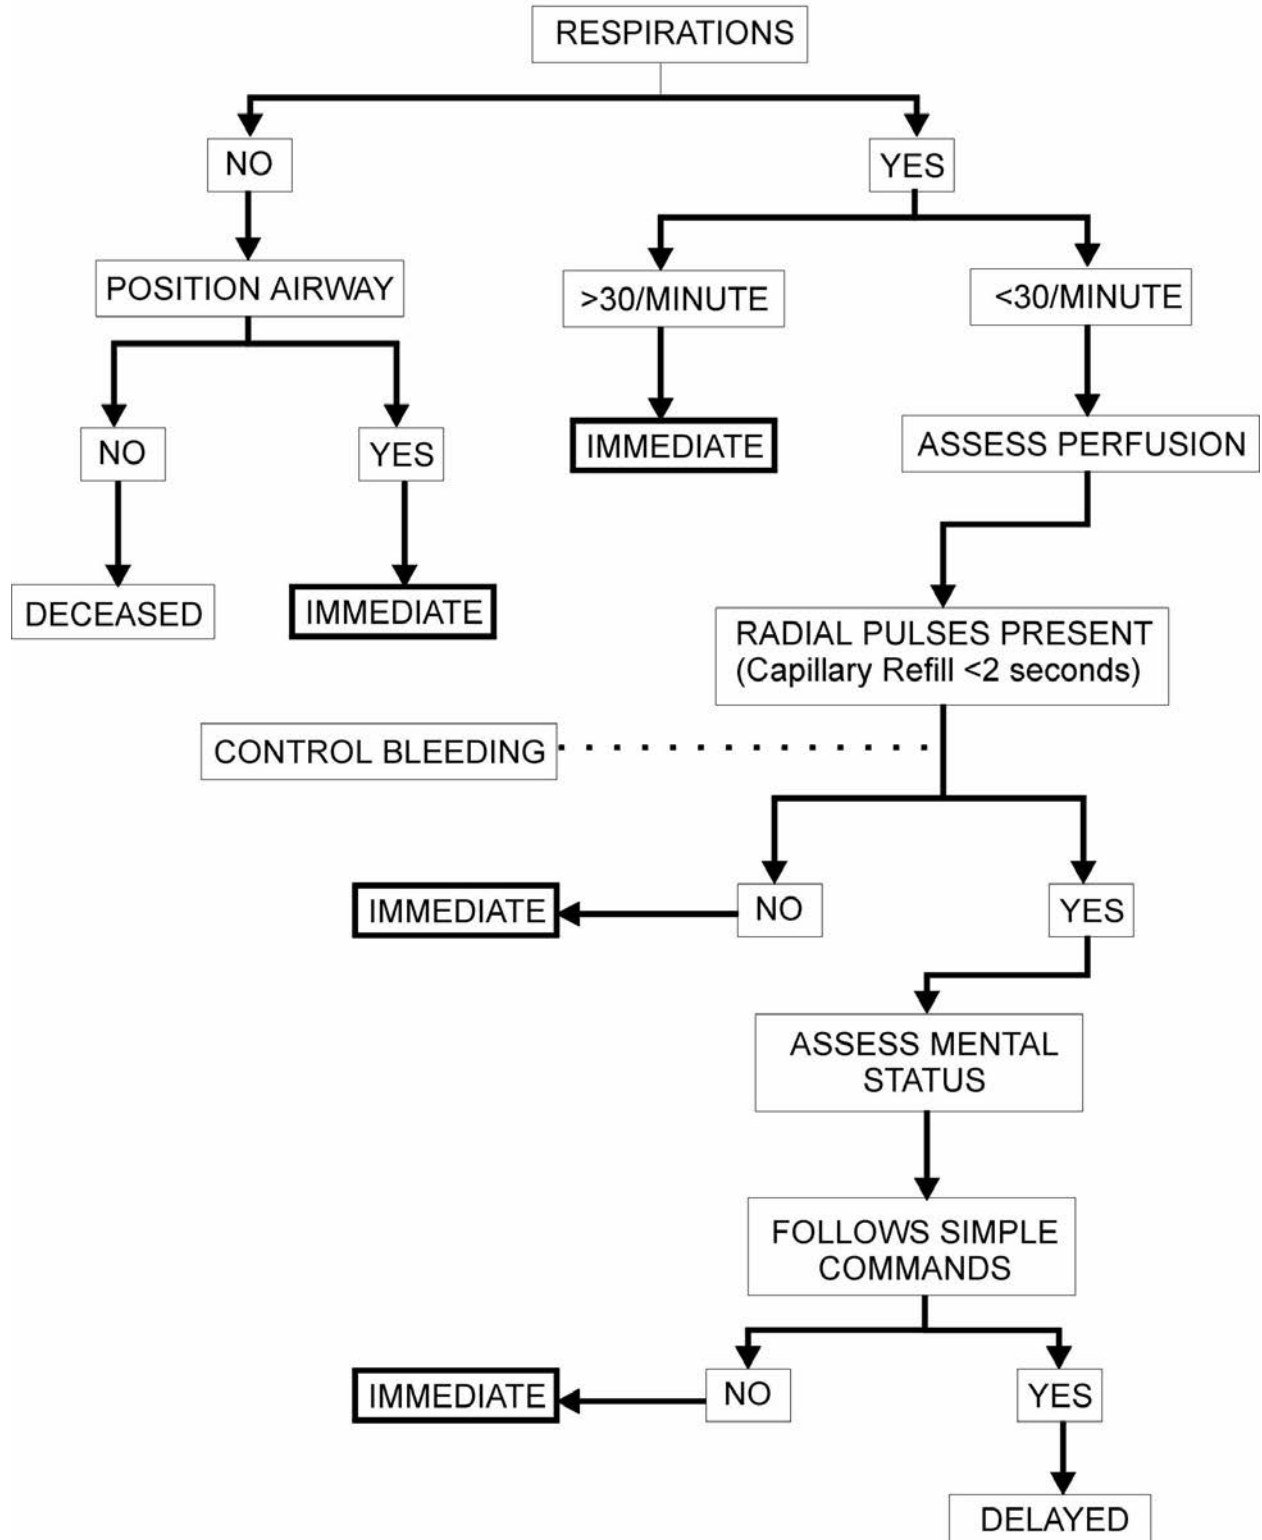 RESPIRATIONS
NO
YES
POSITION AIRWAY
>30/MINUTE
<30/MINUTE
NO
YES
IMMEDIATE
ASSESS PERFUSION
DECEASED
IMMEDIATE
RADIAL PULSES PRESENT
(Capillary Refill <2 seconds)
CONTROL BLEEDING
IMMEDIATE
NO
YES
ASSESS MENTAL
STATUS
FOLLOWS SIMPLE
COMMANDS
IMMEDIATE
NO
YES
DELAYED